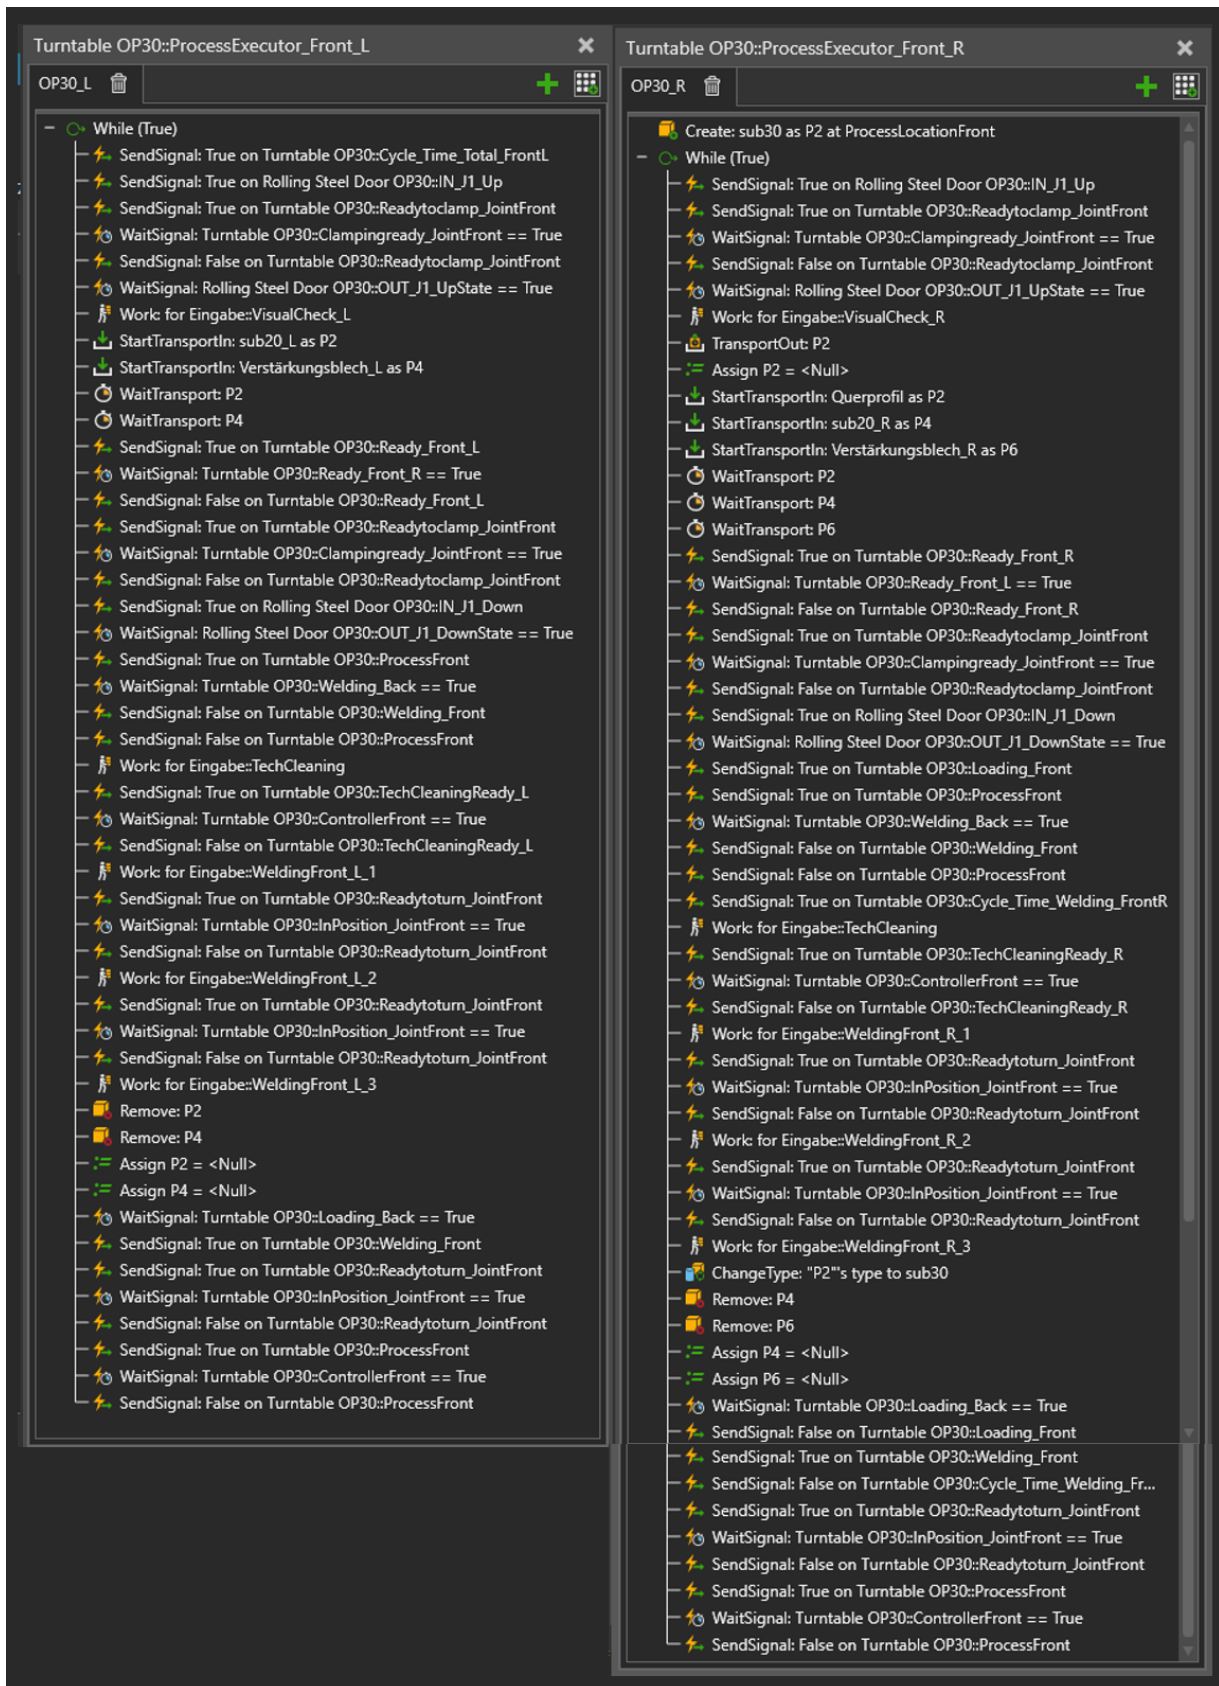 Turntable OP30::ProcessExecutor_Front_L
OP30_L
While (True)
SendSignal: True on Turntable OP30::Cycle_Time_Total_FrontL
SendSignal: True on Rolling Steel Door OP30::IN_J1_Up
SendSignal: True on Turntable OP30::Readytoclamp_JointFront
WaitSignal: Turntable OP30::Clampingready_JointFront == True
SendSignal: False on Turntable OP30::Readytoclamp_JointFront
WaitSignal: Rolling Steel Door OP30::OUT_J1_UpState == True
Work: for Eingabe::VisualCheck_L
StartTransportIn: sub20_L as P2
StartTransportIn: Verstärkungsblech_L as P4
WaitTransport: P2
WaitTransport: P4
SendSignal: True on Turntable OP30::Ready_Front_L
WaitSignal: Turntable OP30::Ready_Front_R == True
SendSignal: False on Turntable OP30::Ready_Front_L
SendSignal: True on Turntable OP30::Readytoclamp_JointFront
WaitSignal: Turntable OP30::Clampingready_JointFront == True
SendSignal: False on Turntable OP30::Readytoclamp_JointFront
SendSignal: True on Rolling Steel Door OP30::IN_J1_Down
WaitSignal: Rolling Steel Door OP30::OUT_J1_DownState == True
SendSignal: True on Turntable OP30::ProcessFront
WaitSignal: Turntable OP30::Welding_Back == True
SendSignal: False on Turntable OP30::Welding_Front
SendSignal: False on Turntable OP30::ProcessFront
Work: for Eingabe::TechCleaning
SendSignal: True on Turntable OP30::TechCleaningReady_L
WaitSignal: Turntable OP30::ControllerFront == True
SendSignal: False on Turntable OP30::TechCleaningReady_L
Work: for Eingabe::WeldingFront_L_1
SendSignal: True on Turntable OP30::Readytoturn_JointFront
WaitSignal: Turntable OP30::InPosition_JointFront == True
SendSignal: False on Turntable OP30::Readytoturn_JointFront
Work: for Eingabe::WeldingFront_L_2
SendSignal: True on Turntable OP30::Readytoturn_JointFront
WaitSignal: Turntable OP30::InPosition_JointFront == True
SendSignal: False on Turntable OP30::Readytoturn_JointFront
Work: for Eingabe::WeldingFront_L_3
Remove: P2
Remove: P4
Assign P2 = <Null>
Assign P4 = <Null>
WaitSignal: Turntable OP30::Loading_Back == True
SendSignal: True on Turntable OP30::Welding_Front
SendSignal: True on Turntable OP30::Readytoturn_JointFront
WaitSignal: Turntable OP30::InPosition_JointFront == True
SendSignal: False on Turntable OP30::Readytoturn_JointFront
SendSignal: True on Turntable OP30::ProcessFront
WaitSignal: Turntable OP30::ControllerFront == True
SendSignal: False on Turntable OP30::ProcessFront
Turntable OP30::ProcessExecutor_Front_R
OP30_R
Create: sub30 as P2 at ProcessLocationFront
While (True)
SendSignal: True on Rolling Steel Door OP30::IN_J1_Up
SendSignal: True on Turntable OP30::Readytoclamp_JointFront
WaitSignal: Turntable OP30::Clampingready_JointFront == True
SendSignal: False on Turntable OP30::Readytoclamp_JointFront
WaitSignal: Rolling Steel Door OP30::OUT_J1_UpState == True
Work: for Eingabe::VisualCheck_R
TransportOut: P2
Assign P2 = <Null>
StartTransportIn: Querprofil as P2
StartTransportIn: sub20_R as P4
StartTransportIn: Verstärkungsblech_R as P6
WaitTransport: P2
WaitTransport: P4
WaitTransport: P6
SendSignal: True on Turntable OP30::Ready_Front_R
WaitSignal: Turntable OP30::Ready_Front_L == True
SendSignal: False on Turntable OP30::Ready_Front_R
SendSignal: True on Turntable OP30::Readytoclamp_JointFront
WaitSignal: Turntable OP30::Clampingready_JointFront == True
SendSignal: False on Turntable OP30::Readytoclamp_JointFront
SendSignal: True on Rolling Steel Door OP30::IN_J1_Down
WaitSignal: Rolling Steel Door OP30::OUT_J1_DownState == True
SendSignal: True on Turntable OP30::Loading_Front
SendSignal: True on Turntable OP30::ProcessFront
WaitSignal: Turntable OP30::Welding_Back == True
SendSignal: False on Turntable OP30::Welding_Front
SendSignal: False on Turntable OP30::ProcessFront
SendSignal: True on Turntable OP30::Cycle_Time_Welding_FrontR
Work: for Eingabe::TechCleaning
SendSignal: True on Turntable OP30::TechCleaningReady_R
WaitSignal: Turntable OP30::ControllerFront == True
SendSignal: False on Turntable OP30::TechCleaningReady_R
Work: for Eingabe::WeldingFront_R_1
SendSignal: True on Turntable OP30::Readytoturn_JointFront
WaitSignal: Turntable OP30::InPosition_JointFront == True
SendSignal: False on Turntable OP30::Readytoturn_JointFront
Work: for Eingabe::WeldingFront_R_2
SendSignal: True on Turntable OP30::Readytoturn_JointFront
WaitSignal: Turntable OP30::InPosition_JointFront == True
SendSignal: False on Turntable OP30::Readytoturn_JointFront
Work: for Eingabe::WeldingFront_R_3
ChangeType: "P2"'s type to sub30
Remove: P4
Remove: P6
Assign P4 = <Null>
Assign P6 = <Null>
WaitSignal: Turntable OP30::Loading_Back == True
SendSignal: False on Turntable OP30::Loading_Front
SendSignal: True on Turntable OP30::Welding_Front
SendSignal: False on Turntable OP30::Cycle_Time_Welding_Fr...
SendSignal: True on Turntable OP30::Readytoturn_JointFront
WaitSignal: Turntable OP30::InPosition_JointFront == True
SendSignal: False on Turntable OP30::Readytoturn_JointFront
SendSignal: True on Turntable OP30::ProcessFront
WaitSignal: Turntable OP30::ControllerFront == True
SendSignal: False on Turntable OP30::ProcessFront